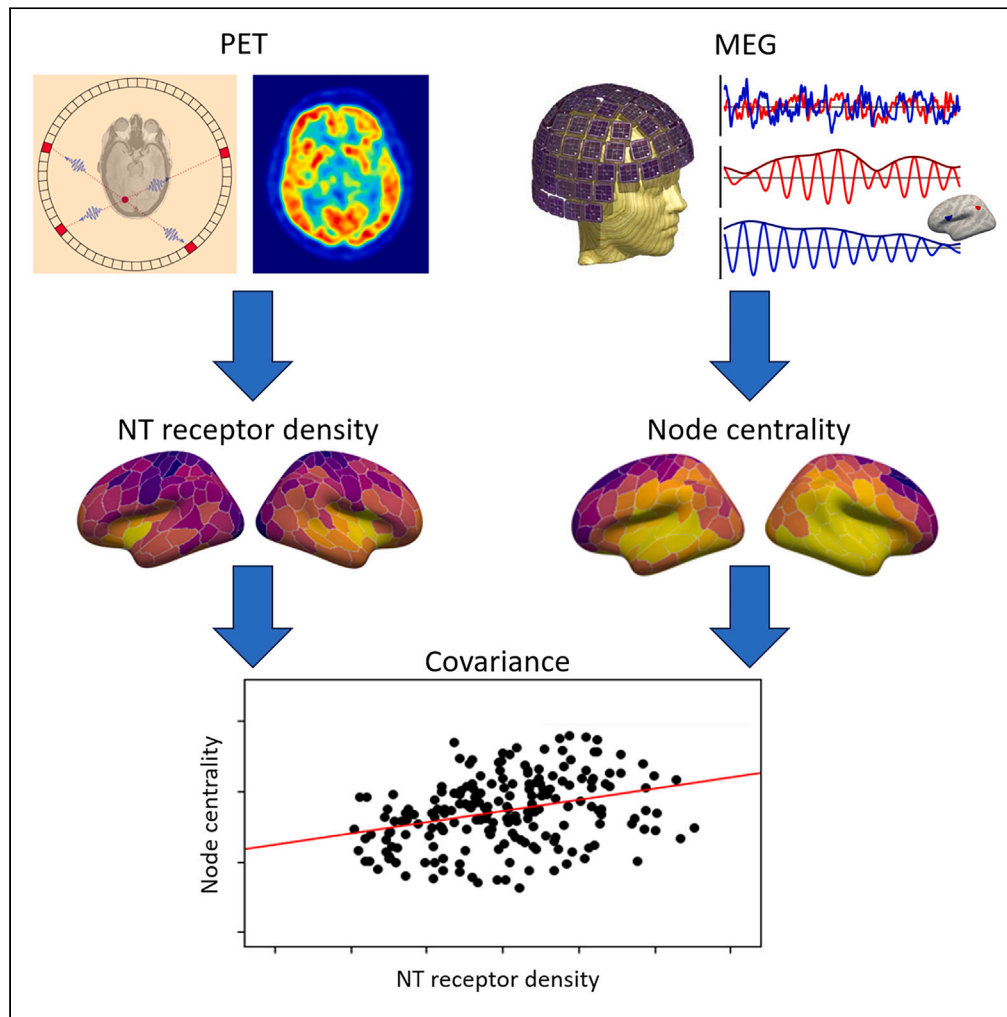 PET
MEG
NT receptor density
Node centrality
Covariance
Node centrality
NT receptor density